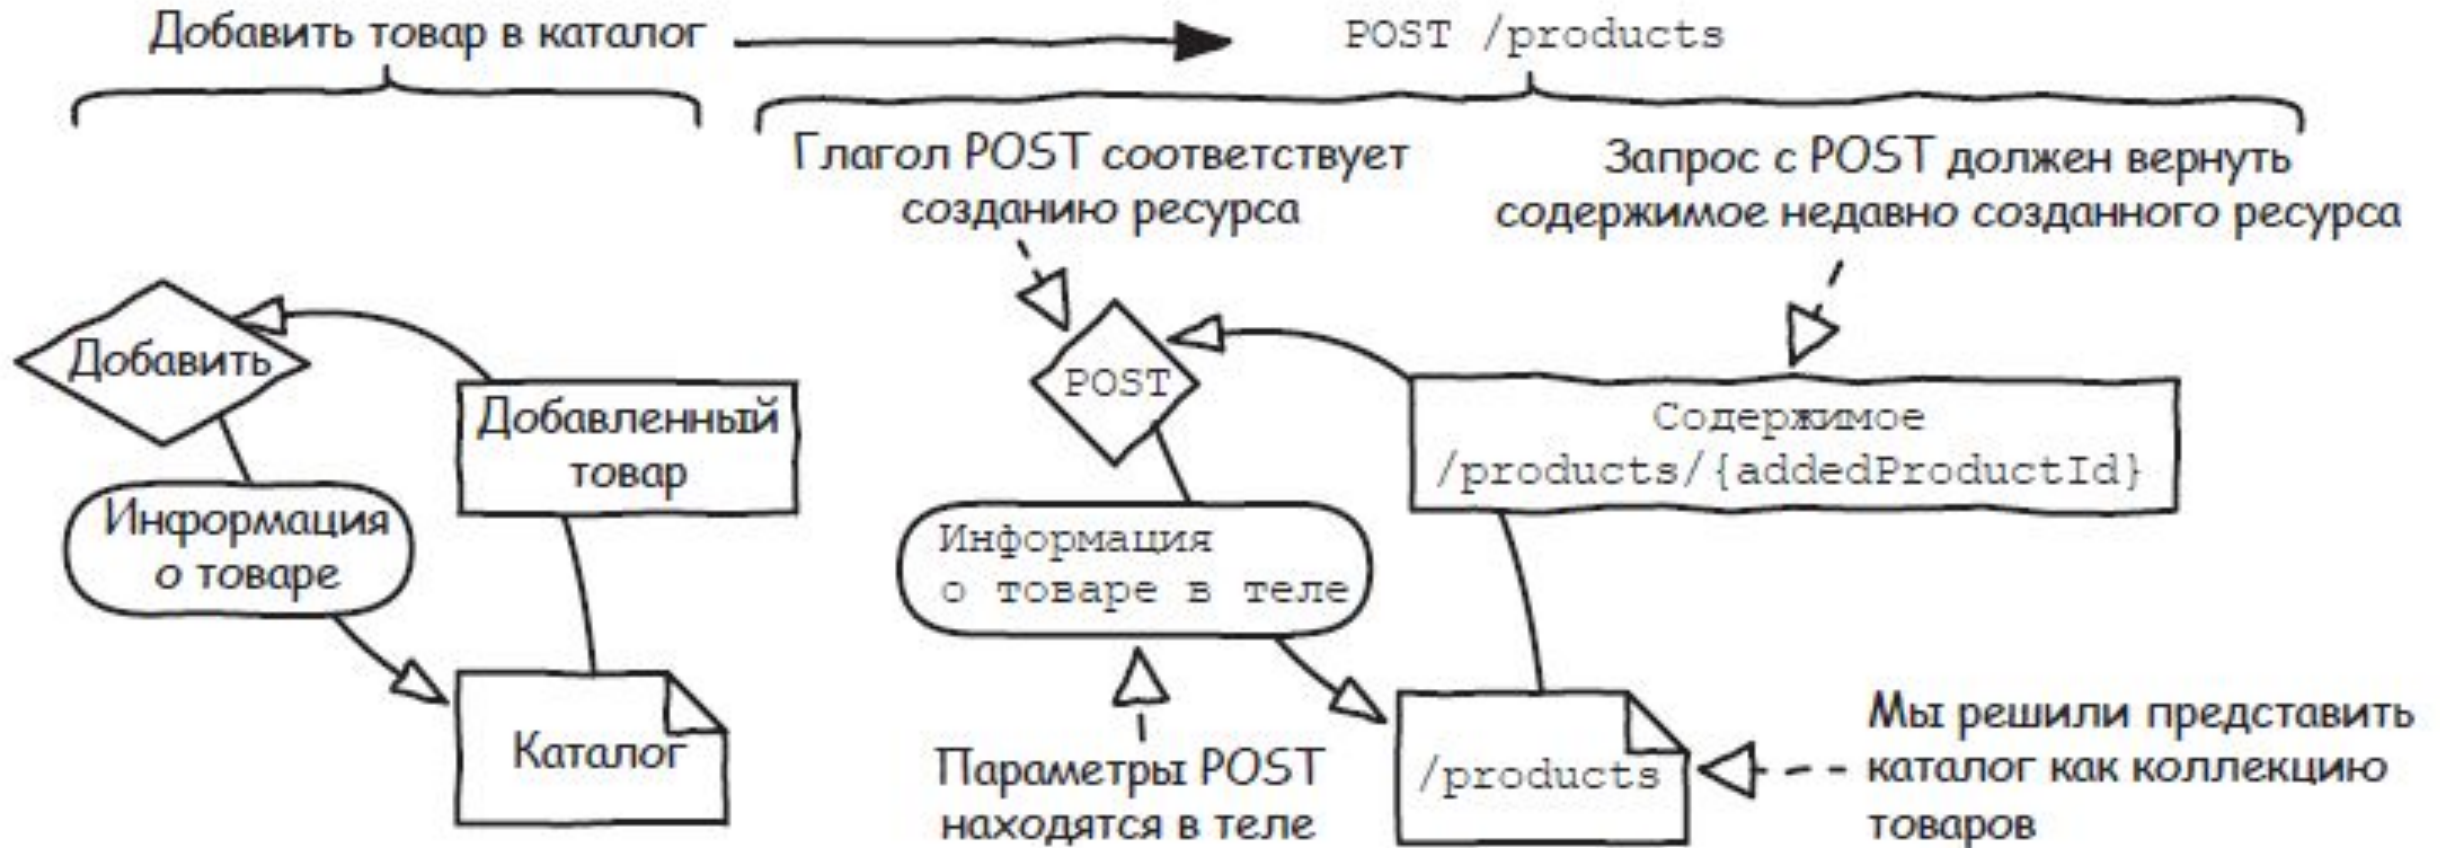 Добавить товар в каталог
POST /products
Глагол POST соответствует
созданию ресурса
Запрос с POST должен вернуть
содержимое недавно созданного ресурса
Добавить
Добавленный
товар
Информация
о товаре
Каталог
POST
Содержимое
/products/{addedProductId}
Информация
о товаре в теле
Параметры POST
находятся в теле
/products
Мы решили представить
каталог как коллекцию
товаров